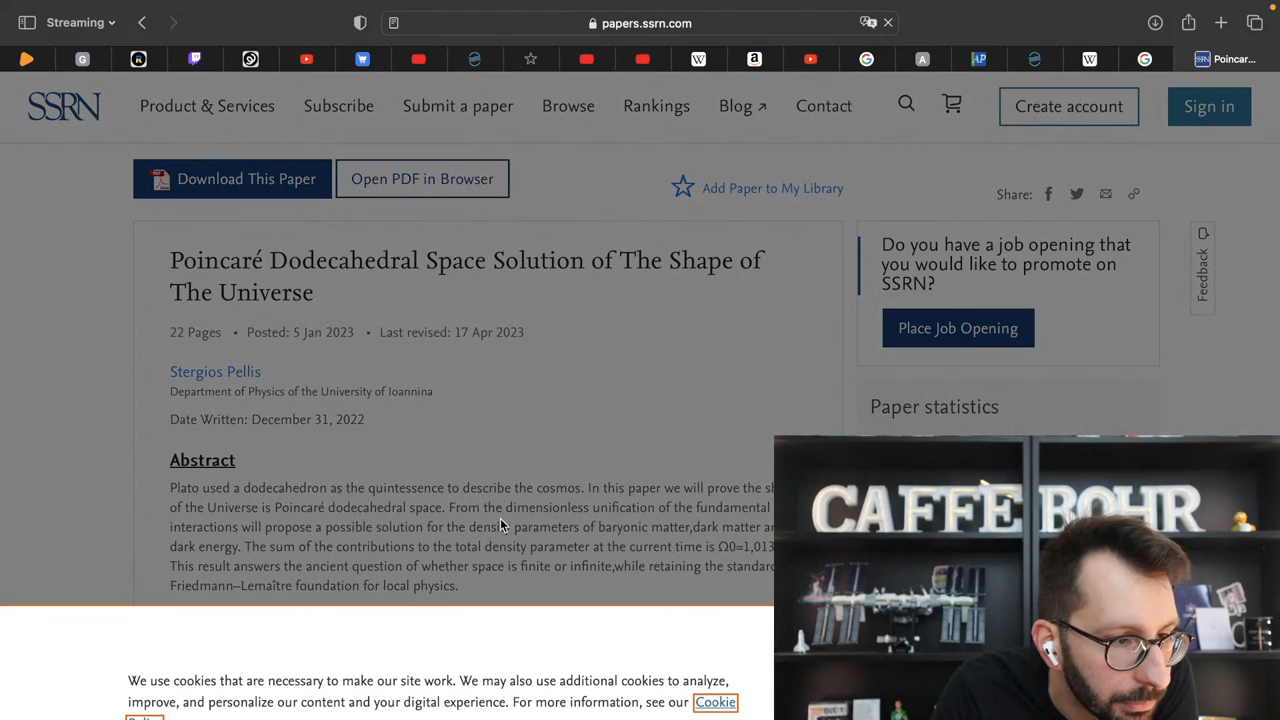 Streaming
papers.ssrn.com
Poincar...
SSRN
Product & Services
Subscribe
Submit a paper
Browse
Rankings
Blog ↗
Contact
Create account
Sign in
Download This Paper
Open PDF in Browser
Add Paper to My Library
Share:
Feedback
Poincaré Dodecahedral Space Solution of The Shape of
The Universe
22 Pages • Posted: 5 Jan 2023 • Last revised: 17 Apr 2023
Stergios Pellis
Department of Physics of the University of Ioannina
Date Written: December 31, 2022
Abstract
Plato used a dodecahedron as the quintessence to describe the cosmos. In this paper we will prove the
of the Universe is Poincaré dodecahedral space. From the dimensionless unification of the fundamental
interactions will propose a possible solution for the density parameters of baryonic matter,dark matter
dark energy. The sum of the contributions to the total density parameter at the current time is Ω0=1,013
This result answers the ancient question of whether space is finite or infinite,while retaining the standard
Friedmann–Lemaître foundation for local physics.
Do you have a job opening that
you would like to promote on
SSRN?
Place Job Opening
Paper statistics
CAFFE ROHR
We use cookies that are necessary to make our site work. We may also use additional cookies to analyze,
improve, and personalize our content and your digital experience. For more information, see our Cookie